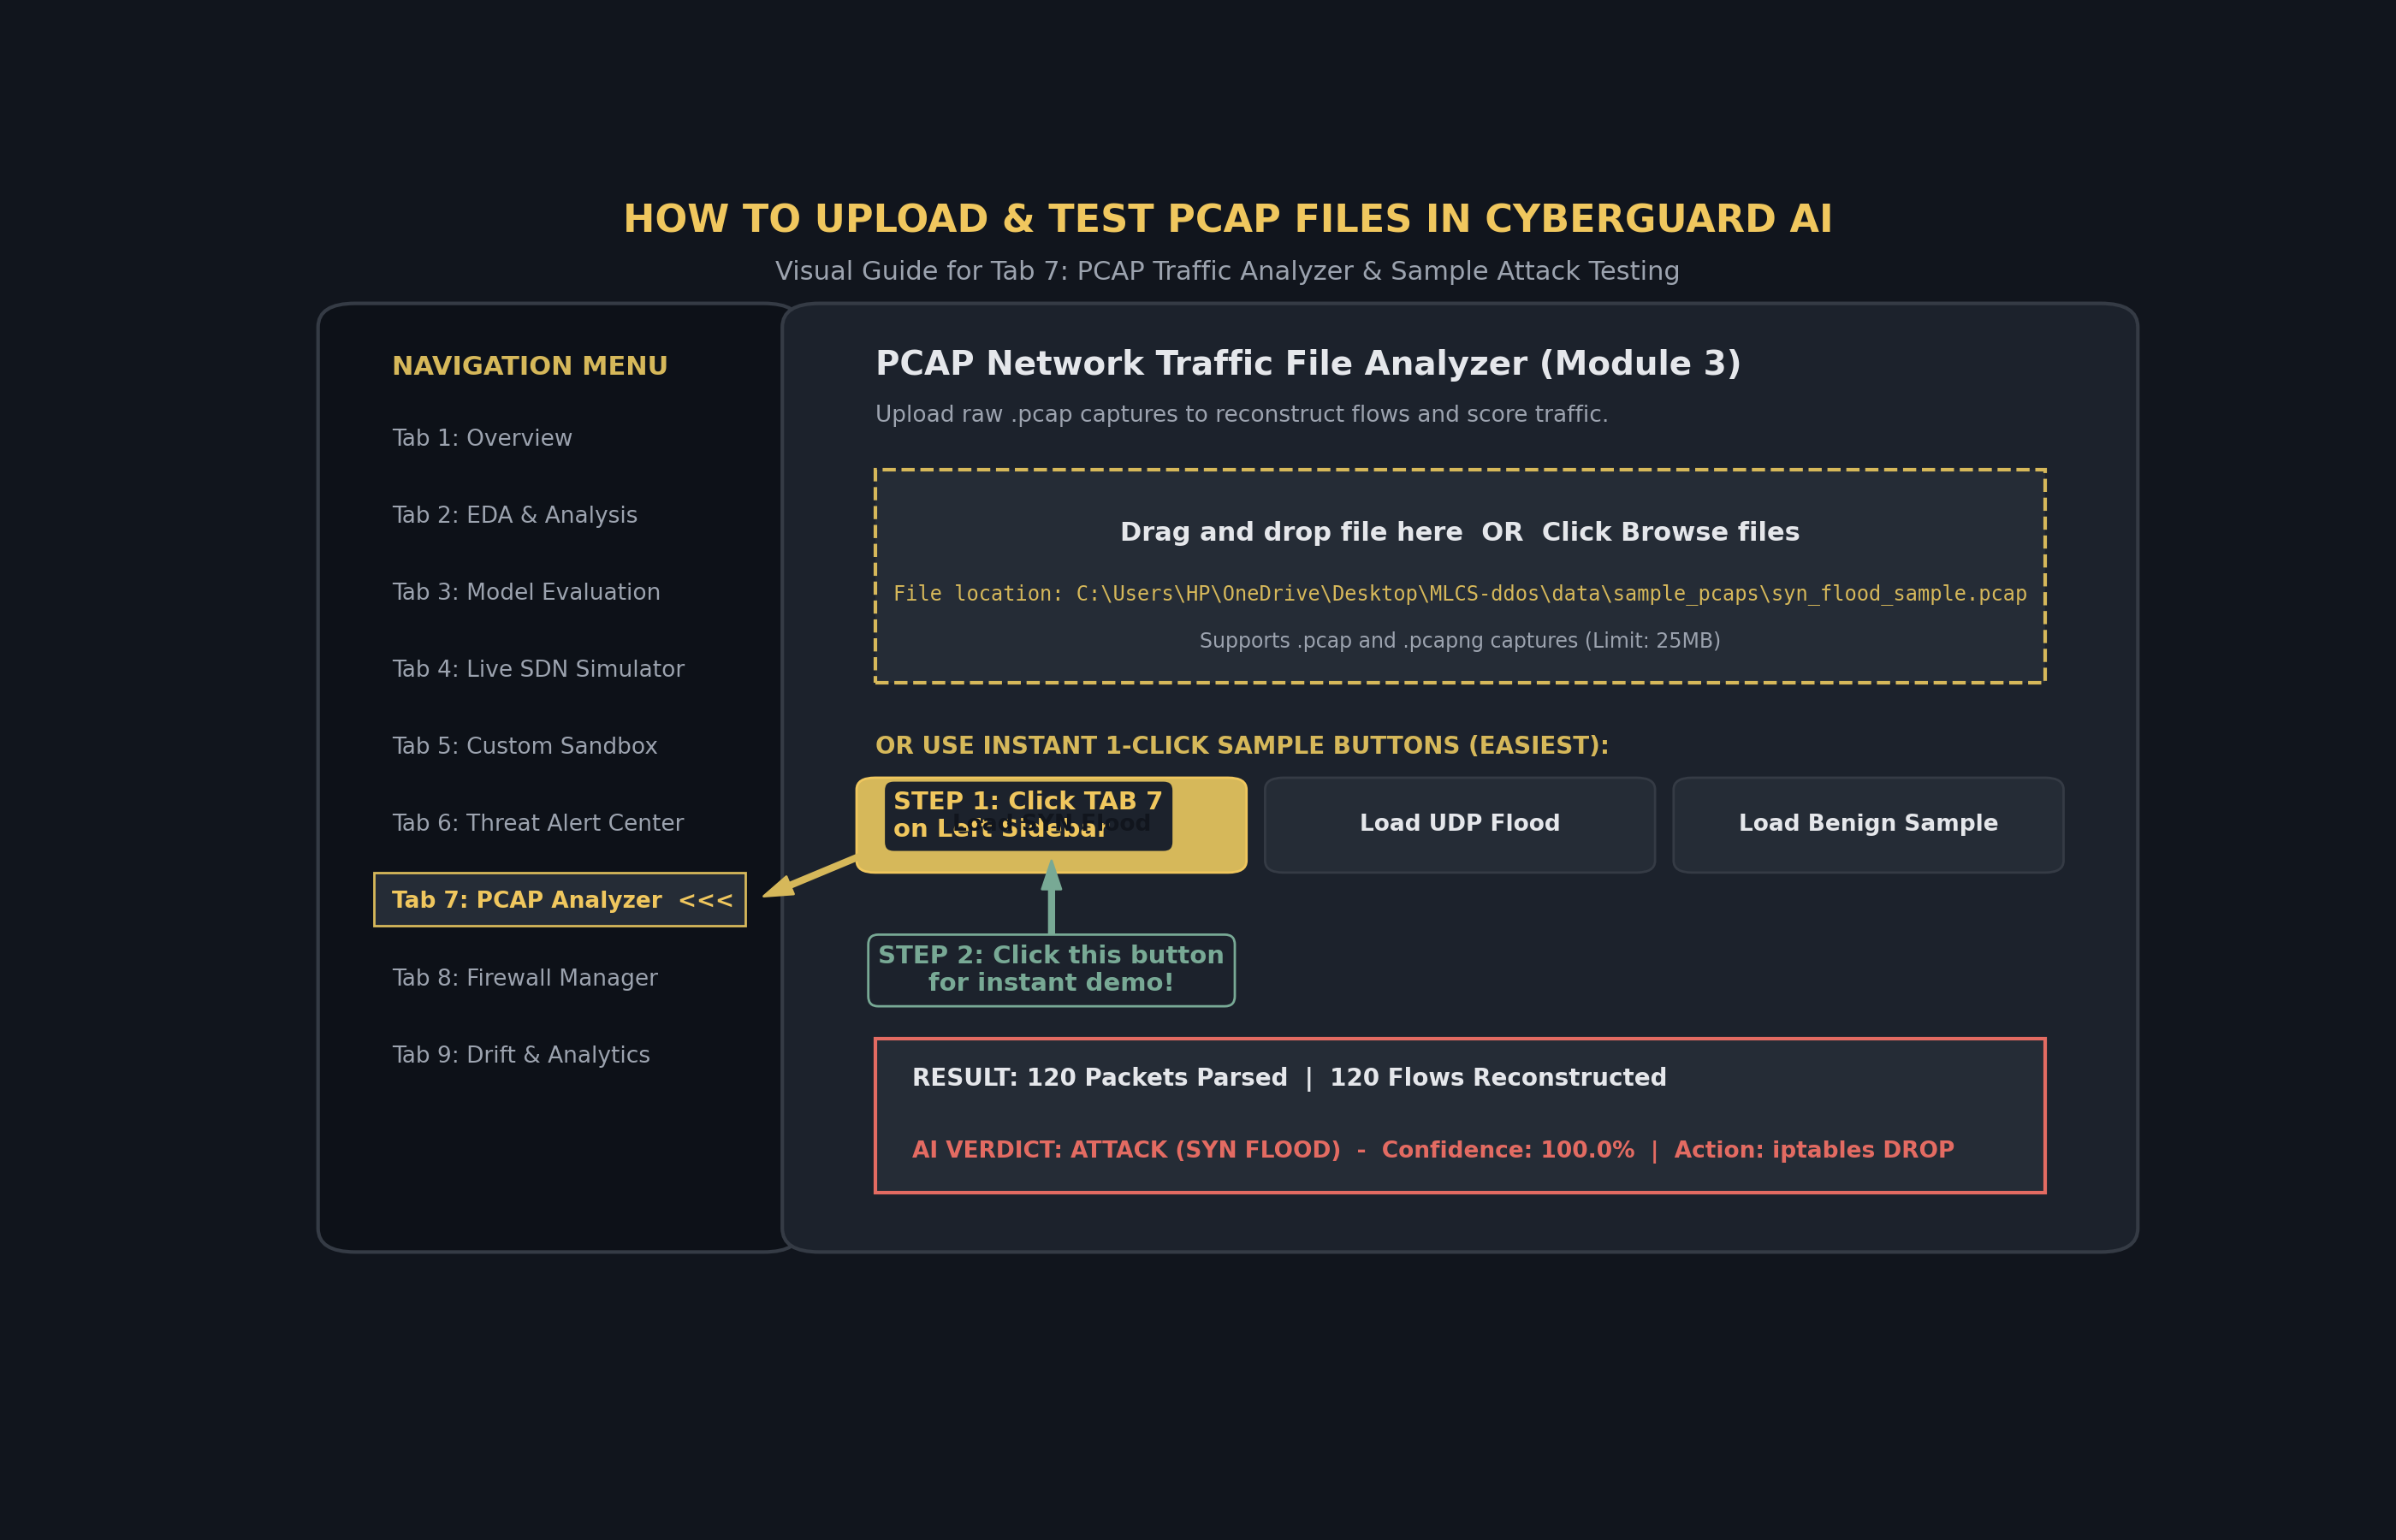 HOW TO UPLOAD & TEST PCAP FILES IN CYBERGUARD AI
Visual Guide for Tab 7: PCAP Traffic Analyzer & Sample Attack Testing
NAVIGATION MENU
Tab 1: Overview
Tab 2: EDA & Analysis
Tab 3: Model Evaluation
Tab 4: Live SDN Simulator
Tab 5: Custom Sandbox
Tab 6: Threat Alert Center
Tab 7: PCAP Analyzer <<<
Tab 8: Firewall Manager
Tab 9: Drift & Analytics
PCAP Network Traffic File Analyzer (Module 3)
Upload raw .pcap captures to reconstruct flows and score traffic.
Drag and drop file here OR Click Browse files
File location: C:\Users\HP\OneDrive\Desktop\MLCS-ddos\data\sample_pcaps\syn_flood_sample.pcap
Supports .pcap and .pcapng captures (Limit: 25MB)
OR USE INSTANT 1-CLICK SAMPLE BUTTONS (EASIEST):
STEP 1: Click TAB 7
on Left Sidebar
Load SYN Flood
Load UDP Flood
Load Benign Sample
STEP 2: Click this button
for instant demo!
RESULT: 120 Packets Parsed | 120 Flows Reconstructed
AI VERDICT: ATTACK (SYN FLOOD) - Confidence: 100.0% | Action: iptables DROP